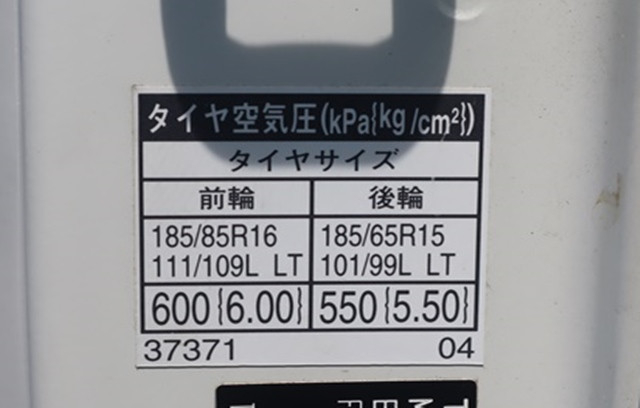 タイヤ空気圧(kPa{kg/cm²})
タイヤサイズ
前輪 後輪
185/85R16 185/65R15
111/109L LT 101/99L LT
600{6.00} 550{5.50}
37371 04